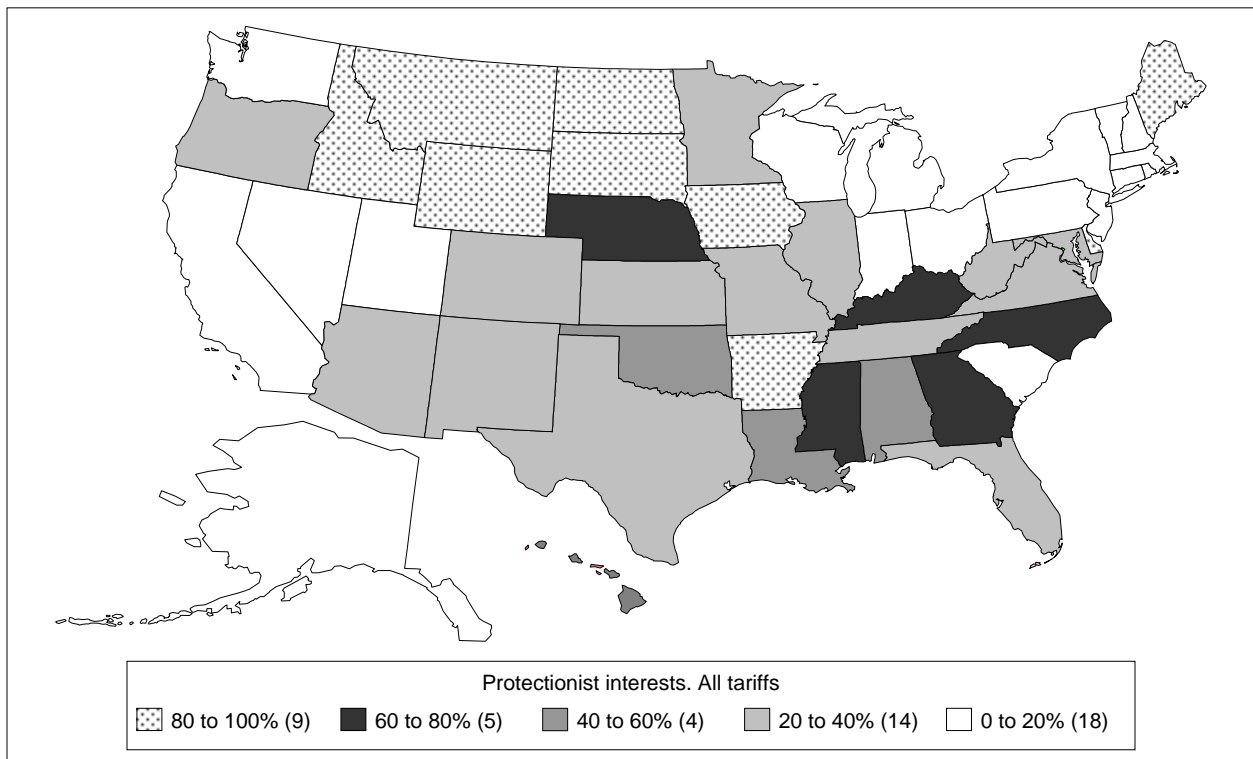 Protectionist interests. All tariffs
80 to 100% (9) 60 to 80% (5) 40 to 60% (4) 20 to 40% (14) 0 to 20% (18)